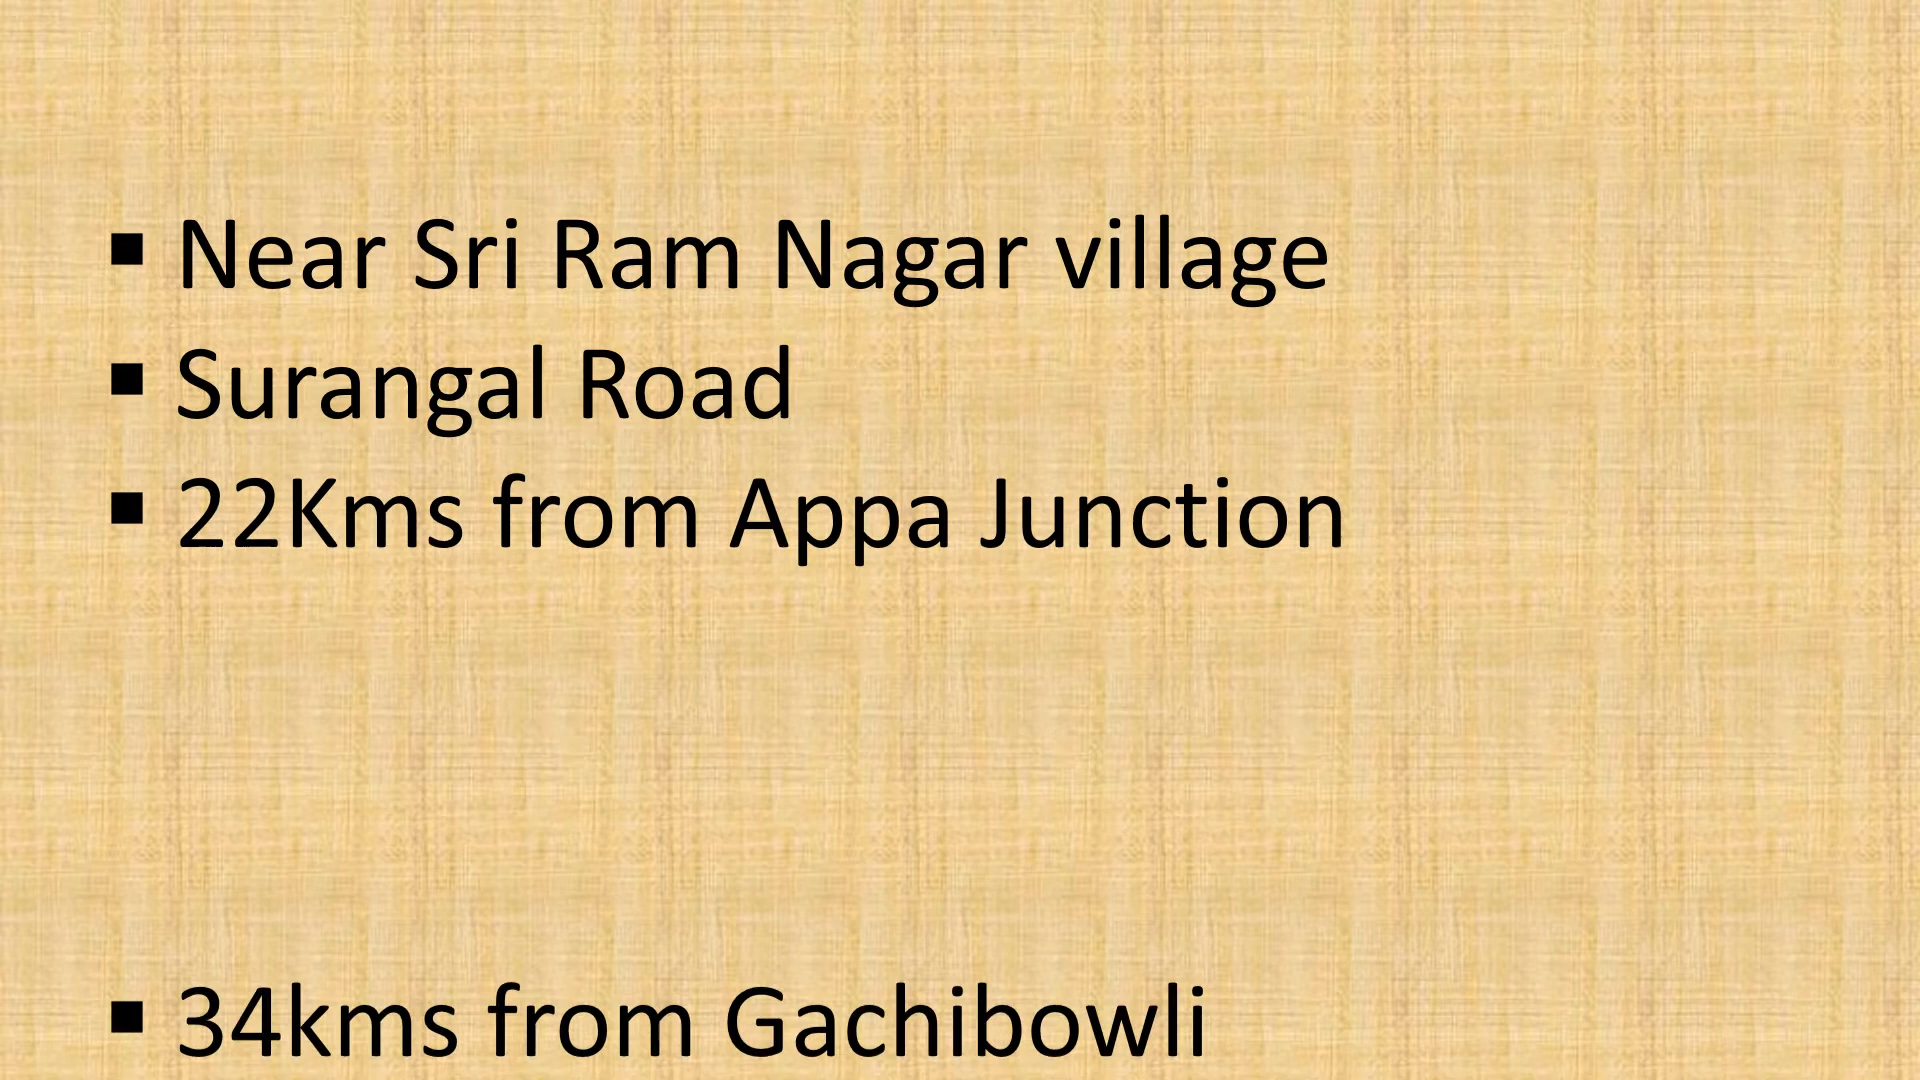 ▪ Near Sri Ram Nagar village
▪ Surangal Road
▪ 22Kms from Appa Junction
▪ 34kms from Gachibowli